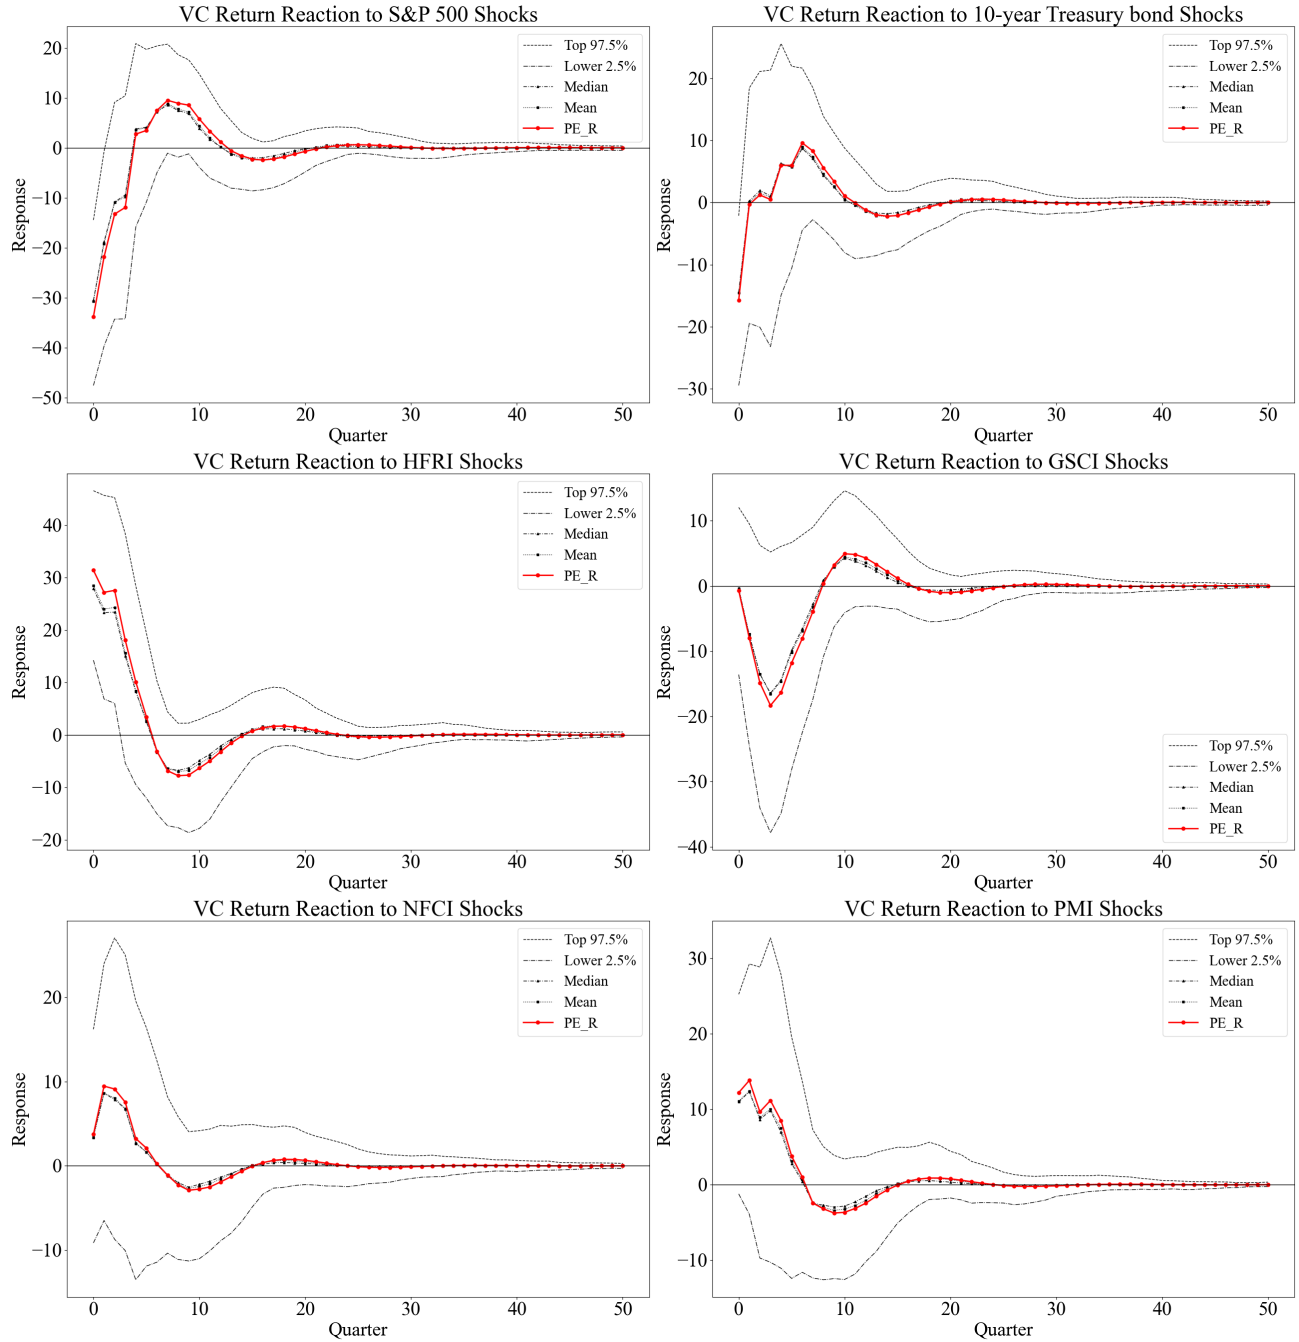 VC Return Reaction to S&P 500 Shocks
Response
20
10
0
−10
−20
−30
−40
−50
Top 97.5%
Lower 2.5%
Median
Mean
PE_R
0 10 20 30 40 50
Quarter
VC Return Reaction to 10-year Treasury bond Shocks
Response
20
10
0
−10
−20
−30
Top 97.5%
Lower 2.5%
Median
Mean
PE_R
0 10 20 30 40 50
Quarter
VC Return Reaction to HFRI Shocks
Response
40
30
20
10
0
−10
−20
Top 97.5%
Lower 2.5%
Median
Mean
PE_R
0 10 20 30 40 50
Quarter
VC Return Reaction to GSCI Shocks
Response
10
0
−10
−20
−30
−40
Top 97.5%
Lower 2.5%
Median
Mean
PE_R
0 10 20 30 40 50
Quarter
VC Return Reaction to NFCI Shocks
Response
20
10
0
−10
Top 97.5%
Lower 2.5%
Median
Mean
PE_R
0 10 20 30 40 50
Quarter
VC Return Reaction to PMI Shocks
Response
30
20
10
0
−10
Top 97.5%
Lower 2.5%
Median
Mean
PE_R
0 10 20 30 40 50
Quarter